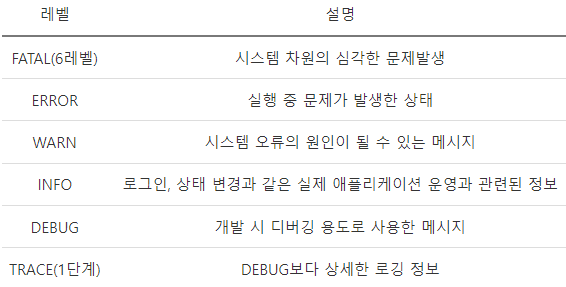 레벨 설명
FATAL(6레벨) 시스템 차원의 심각한 문제발생
ERROR 실행 중 문제가 발생한 상태
WARN 시스템 오류의 원인이 될 수 있는 메시지
INFO 로그인, 상태 변경과 같은 실제 애플리케이션 운영과 관련된 정보
DEBUG 개발 시 디버깅 용도로 사용한 메시지
TRACE(1단계) DEBUG보다 상세한 로깅 정보